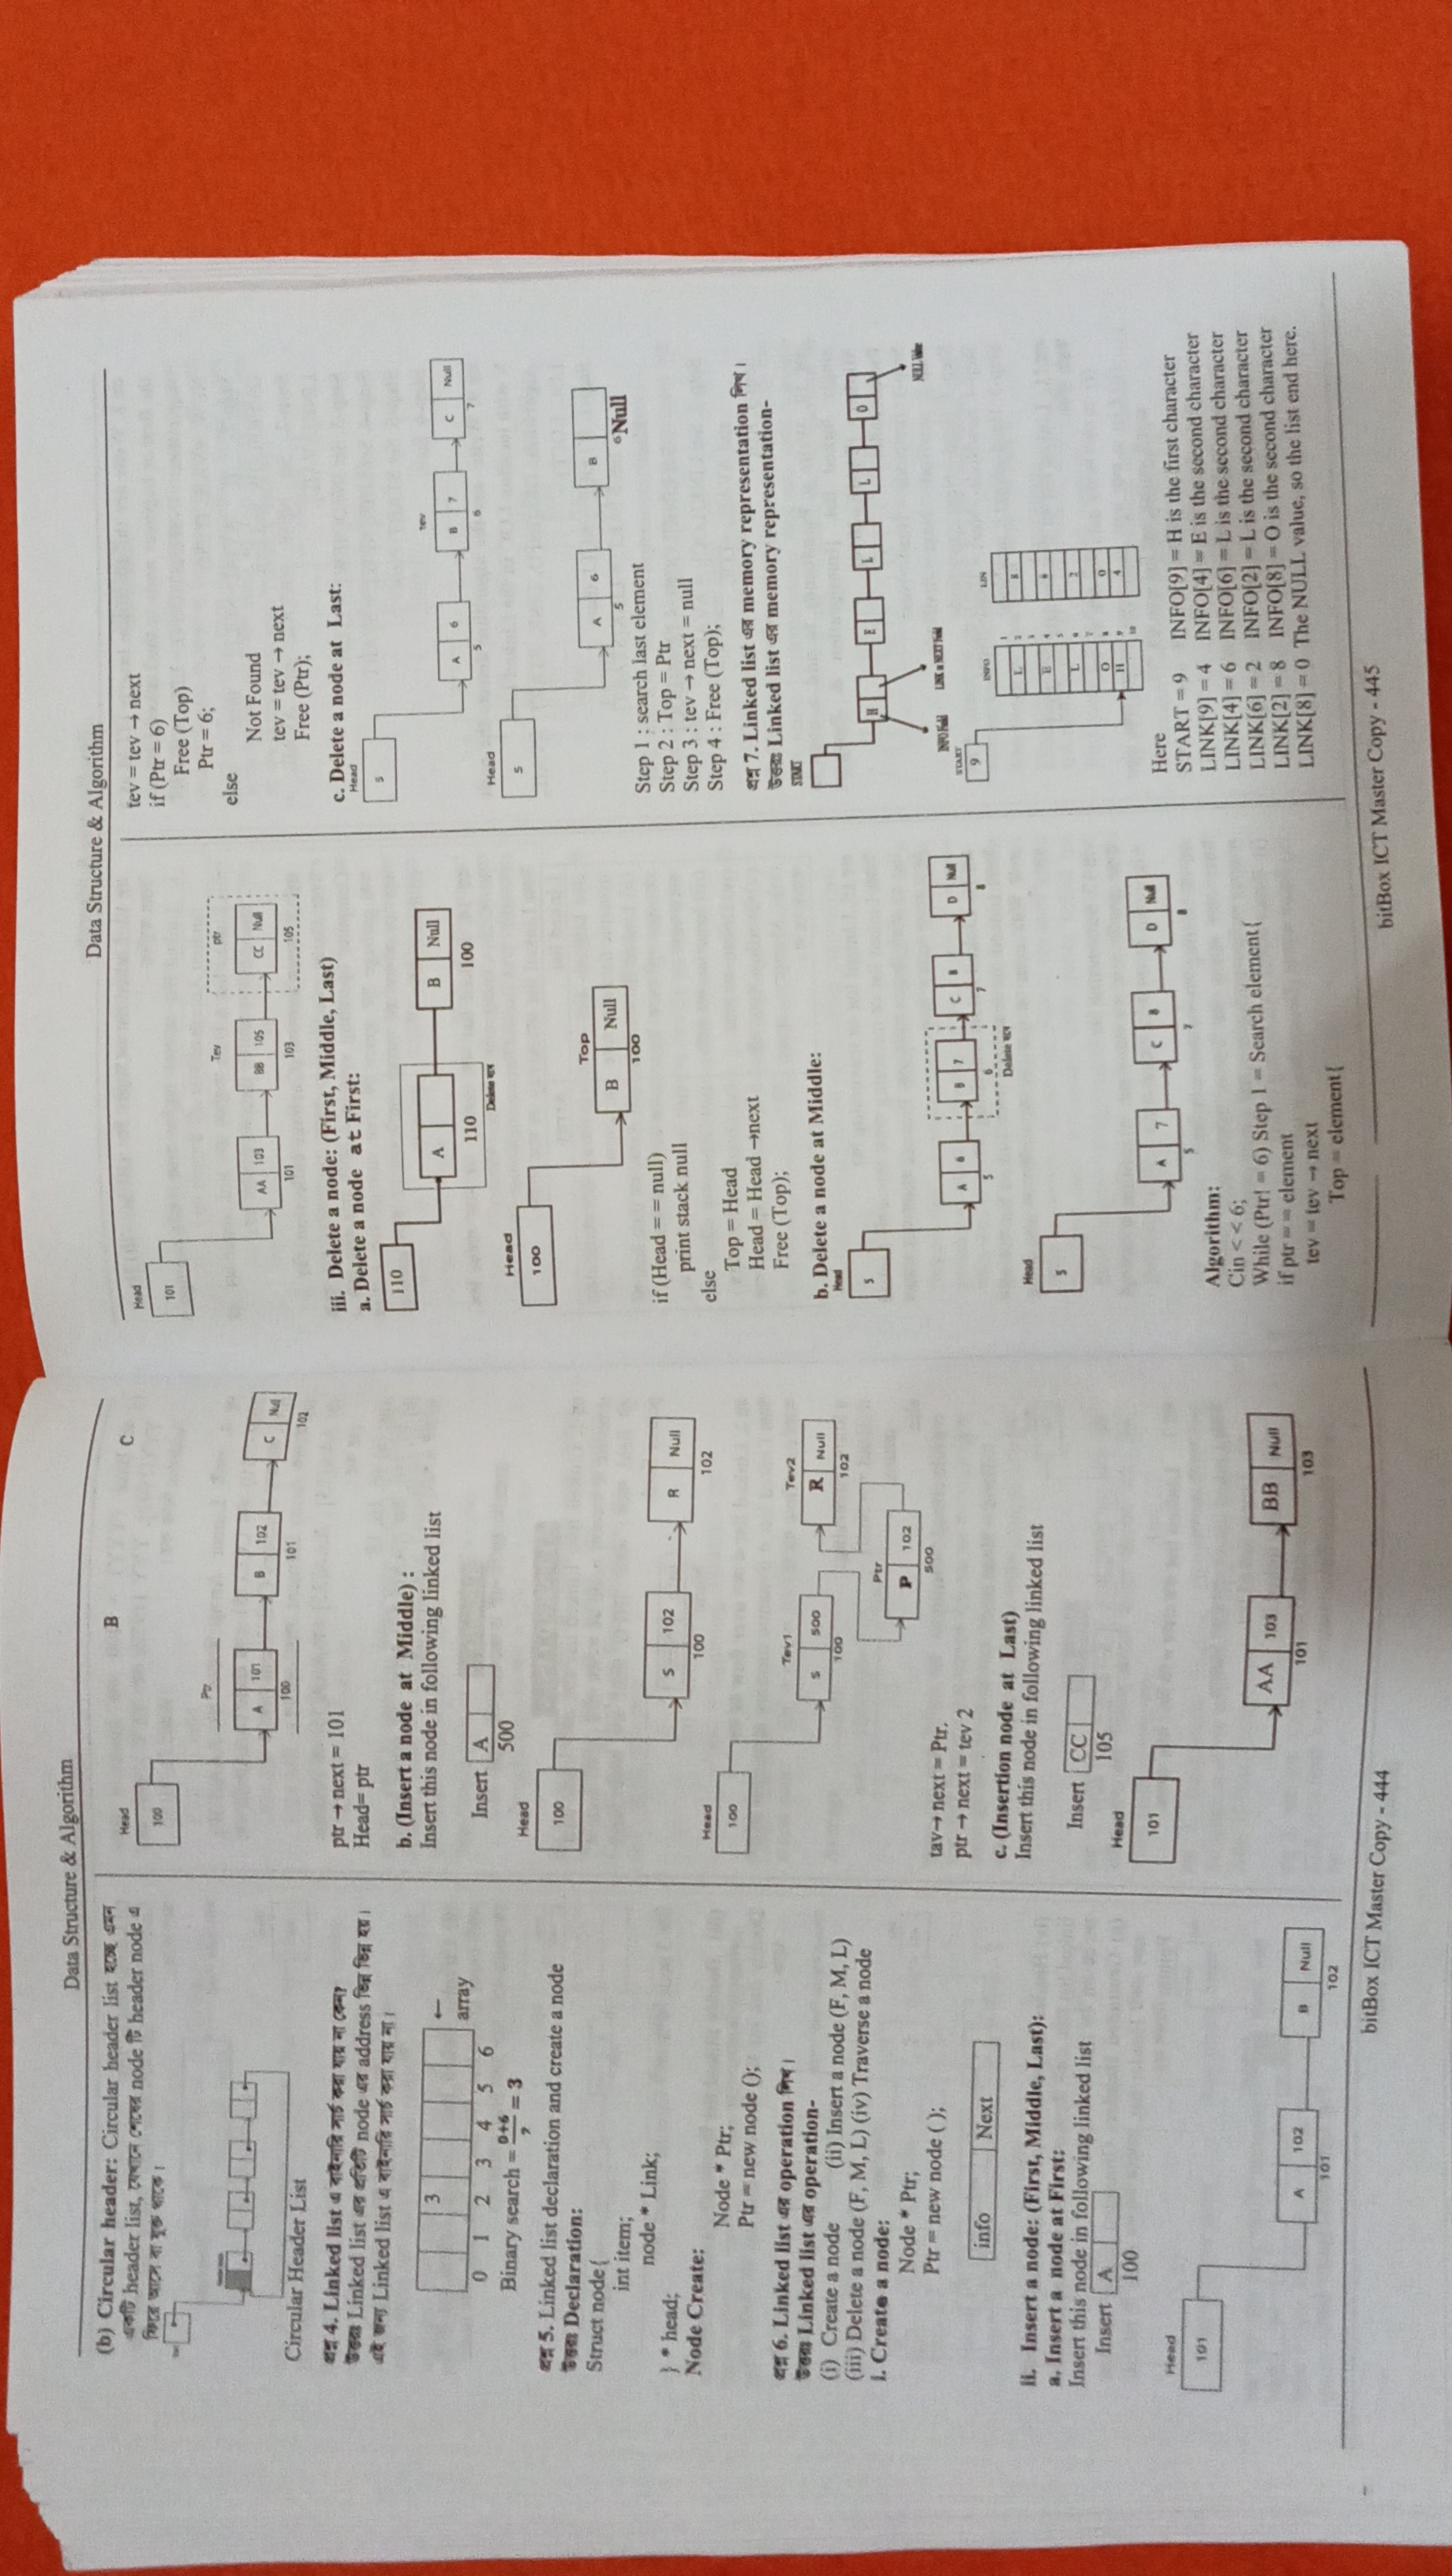 Data Structure & Algorithm
(b) Circular header: Circular header list হচ্ছে এমন
একটি header list, যেখানে শেষের node টি header node এ
ফিরে আসে বা যুক্ত থাকে।
Circular Header List
প্রশ্ন 4. Linked list এ বাইনারি সার্চ করা যায় না কেন?
উত্তরঃ Linked list এর প্রতিটি node এর address ভিন্ন ভিন্ন হয়।
এই জন্য Linked list এ বাইনারি সার্চ করা যায় না।
3
←
array
0 1 2 3 4 5 6
Binary search = 0+6/2 = 3
প্রশ্ন 5. Linked list declaration and create a node
উত্তরঃ Declaration:
Struct node{
int item;
node * Link;
} * head;
Node Create:
Node * Ptr;
Ptr = new node ();
প্রশ্ন 6. Linked list এর operation লিখ।
উত্তরঃ Linked list এর operation-
(i) Create a node (ii) Insert a node (F, M, L)
(iii) Delete a node (F, M, L) (iv) Traverse a node
i. Create a node:
Node * Ptr;
Ptr = new node ( );
info Next
ii. Insert a node: (First, Middle, Last):
a. Insert a node at First:
Insert this node in following linked list
Insert A
100
Head
101
A 102 B Null
101 102
B
C
Head
100
Ptr
A 101 B 102 C Null
100 101 102
ptr → next = 101
Head= ptr
b. (Insert a node at Middle) :
Insert this node in following linked list
Insert A
500
Head
100
S 102 R Null
100 102
Head
100
Tev1 Tev2
S 500 R Null
100 102
Ptr
P 102
500
tav→ next = Ptr.
ptr → next = tev 2
c. (Insertion node at Last)
Insert this node in following linked list
Insert CC
105
Head
101
AA 103 BB Null
101 103
bitBox ICT Master Copy - 444
Data Structure & Algorithm
Head
101
Tev ptr
AA 103 BB 105 CC Null
101 103 105
iii. Delete a node: (First, Middle, Last)
a. Delete a node at First:
110
A B Null
110 100
Delete হবে
Head
100
Top
B Null
100
if (Head = = null)
print stack null
else
Top = Head
Head = Head →next
Free (Top);
b. Delete a node at Middle:
Head
5
A 6 B 7 C 8 D Null
5 6 7 8
Delete হবে
Head
5
A 7 C 8 D Null
5 7 8
Algorithm:
Cin < < 6;
While (Ptr! = 6) Step 1 = Search element{
if ptr = = element
tev = tev → next
Top = element{
tev = tev → next
if (Ptr = 6)
Free (Top)
Ptr = 6;
else
Not Found
tev = tev → next
Free (Ptr);
c. Delete a node at Last:
Head
5
tev
A 6 B 7 C Null
5 6 7
Head
5
A 6 B
5 6 Null
Step 1 : search last element
Step 2 : Top = Ptr
Step 3 : tev → next = null
Step 4 : Free (Top);
প্রশ্ন 7. Linked list এর memory representation লিখ।
উত্তরঃ Linked list এর memory representation-
START
H E L L O
INFO Field LINK or NEXT Field NULL Value
START
9
INFO LIN
1
L 2 8
3
E 4 6
5
L 6 2
7
O 8 0
H 9 4
10
Here
START = 9 INFO[9] = H is the first character
LINK[9] = 4 INFO[4] = E is the second character
LINK[4] = 6 INFO[6] = L is the second character
LINK[6] = 2 INFO[2] = L is the second character
LINK[2] = 8 INFO[8] = O is the second character
LINK[8] = 0 The NULL value, so the list end here.
bitBox ICT Master Copy - 445